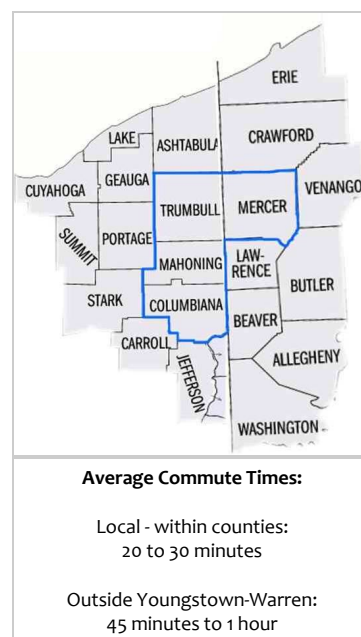 ERIE
LAKE
ASHTABULA
CRAWFORD
CUYAHOGA
GEAUGA
VENANGO
TRUMBULL
MERCER
SUMMIT
PORTAGE
MAHONING
LAW-
RENCE
STARK
COLUMBIANA
BUTLER
BEAVER
CARROLL
JEFFERSON
ALLEGHENY
WASHINGTON
Average Commute Times:
Local - within counties:
20 to 30 minutes
Outside Youngstown-Warren:
45 minutes to 1 hour